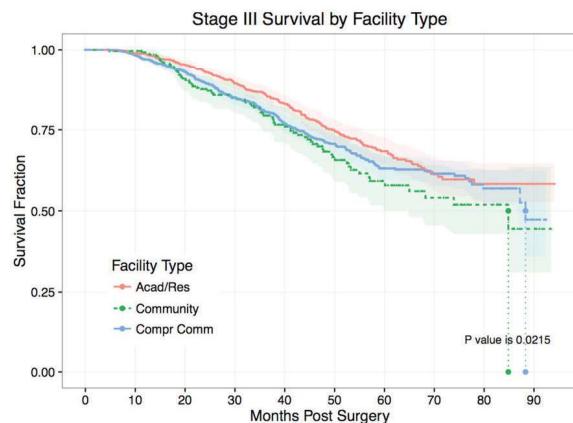 Stage III Survival by Facility Type
1.00
0.75
0.50
0.25
0.00
Survival Fraction
Facility Type
Acad/Res
Community
Compr Comm
P value is 0.0215
0 10 20 30 40 50 60 70 80 90
Months Post Surgery